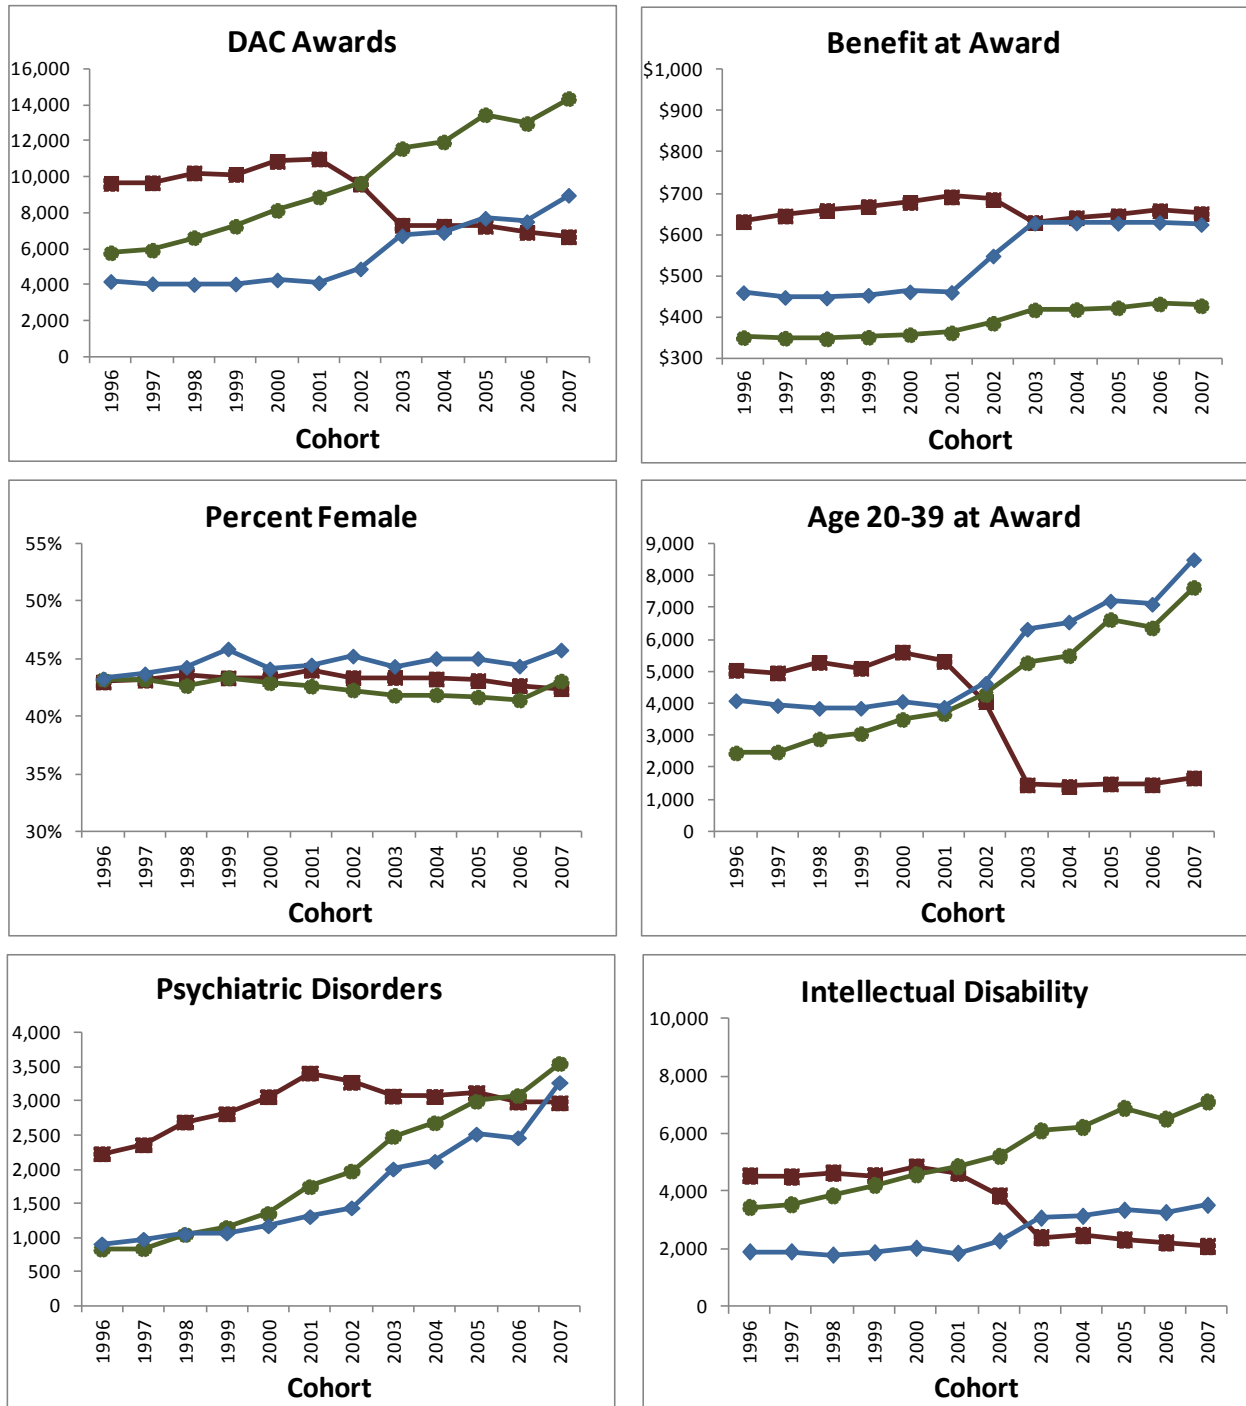 DAC Awards
16,000
14,000
12,000
10,000
8,000
6,000
4,000
2,000
0
1996 1997 1998 1999 2000 2001 2002 2003 2004 2005 2006 2007
Cohort
Benefit at Award
$1,000
$900
$800
$700
$600
$500
$400
$300
1996 1997 1998 1999 2000 2001 2002 2003 2004 2005 2006 2007
Cohort
Percent Female
55%
50%
45%
40%
35%
30%
1996 1997 1998 1999 2000 2001 2002 2003 2004 2005 2006 2007
Cohort
Age 20-39 at Award
9,000
8,000
7,000
6,000
5,000
4,000
3,000
2,000
1,000
0
1996 1997 1998 1999 2000 2001 2002 2003 2004 2005 2006 2007
Cohort
Psychiatric Disorders
4,000
3,500
3,000
2,500
2,000
1,500
1,000
500
0
1996 1997 1998 1999 2000 2001 2002 2003 2004 2005 2006 2007
Cohort
Intellectual Disability
10,000
8,000
6,000
4,000
2,000
0
1996 1997 1998 1999 2000 2001 2002 2003 2004 2005 2006 2007
Cohort